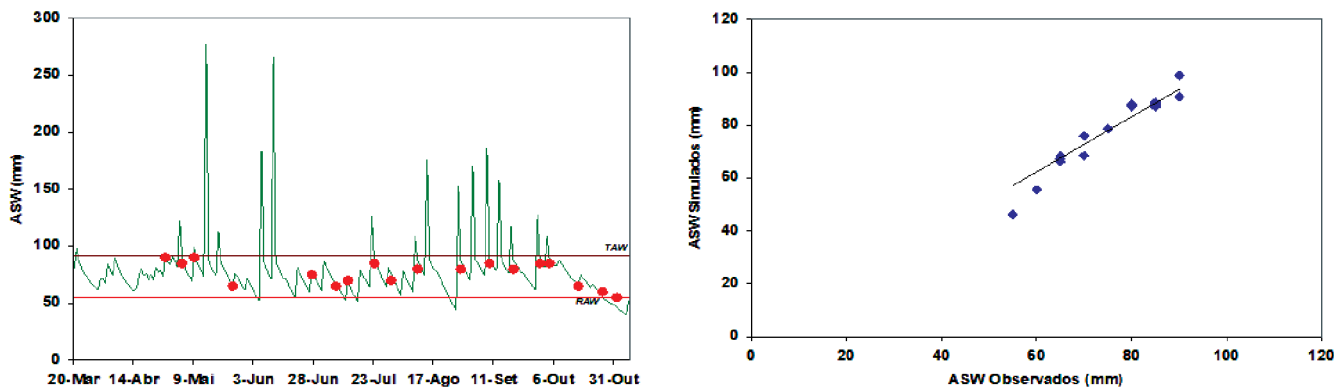 300
250
200
150
100
50
0
ASW (mm)
TAW
RAW
20-Mar 14-Abr 9-Mai 3-Jun 28-Jun 23-Jul 17-Ago 11-Set 6-Out 31-Out
120
100
80
60
40
20
0
ASW Simulados (mm)
0 20 40 60 80 100 120
ASW Observados (mm)